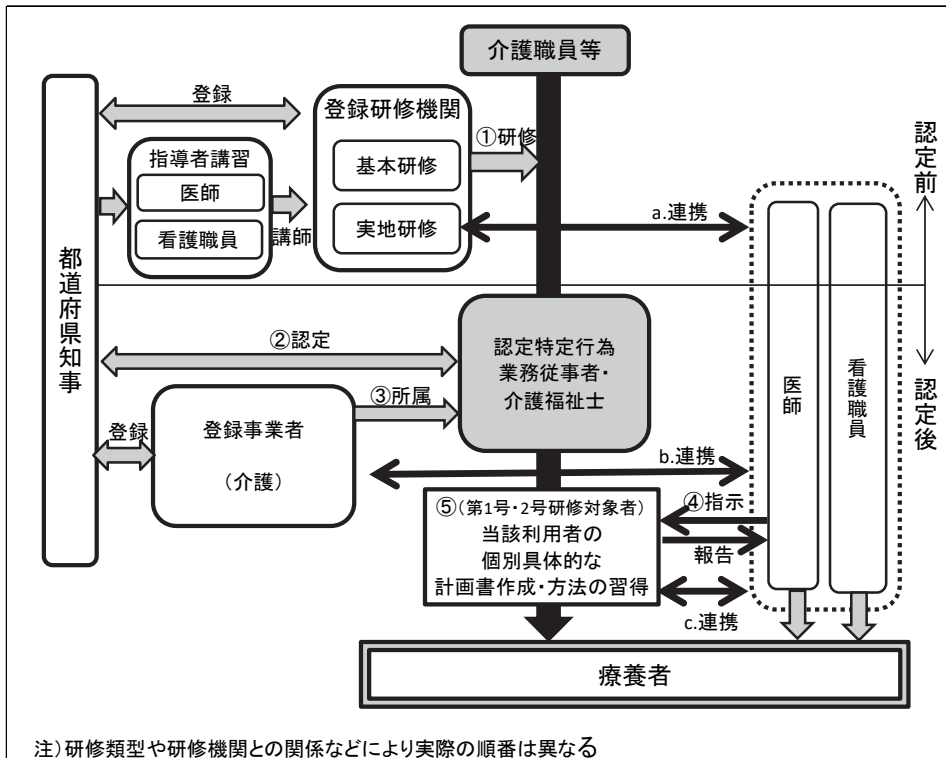 介護職員等
登録
登録研修機関
①研修
指導者講習
医師
看護職員
講師
基本研修
実地研修
a.連携
認定前
都道府県知事
②認定
認定特定行為
業務従事者・
介護福祉士
③所属
登録
登録事業者
（介護）
b.連携
医師
看護職員
認定後
⑤(第1号・2号研修対象者)
当該利用者の
個別具体的な
計画書作成・方法の習得
④指示
報告
c.連携
療養者
注）研修類型や研修機関との関係などにより実際の順番は異なる